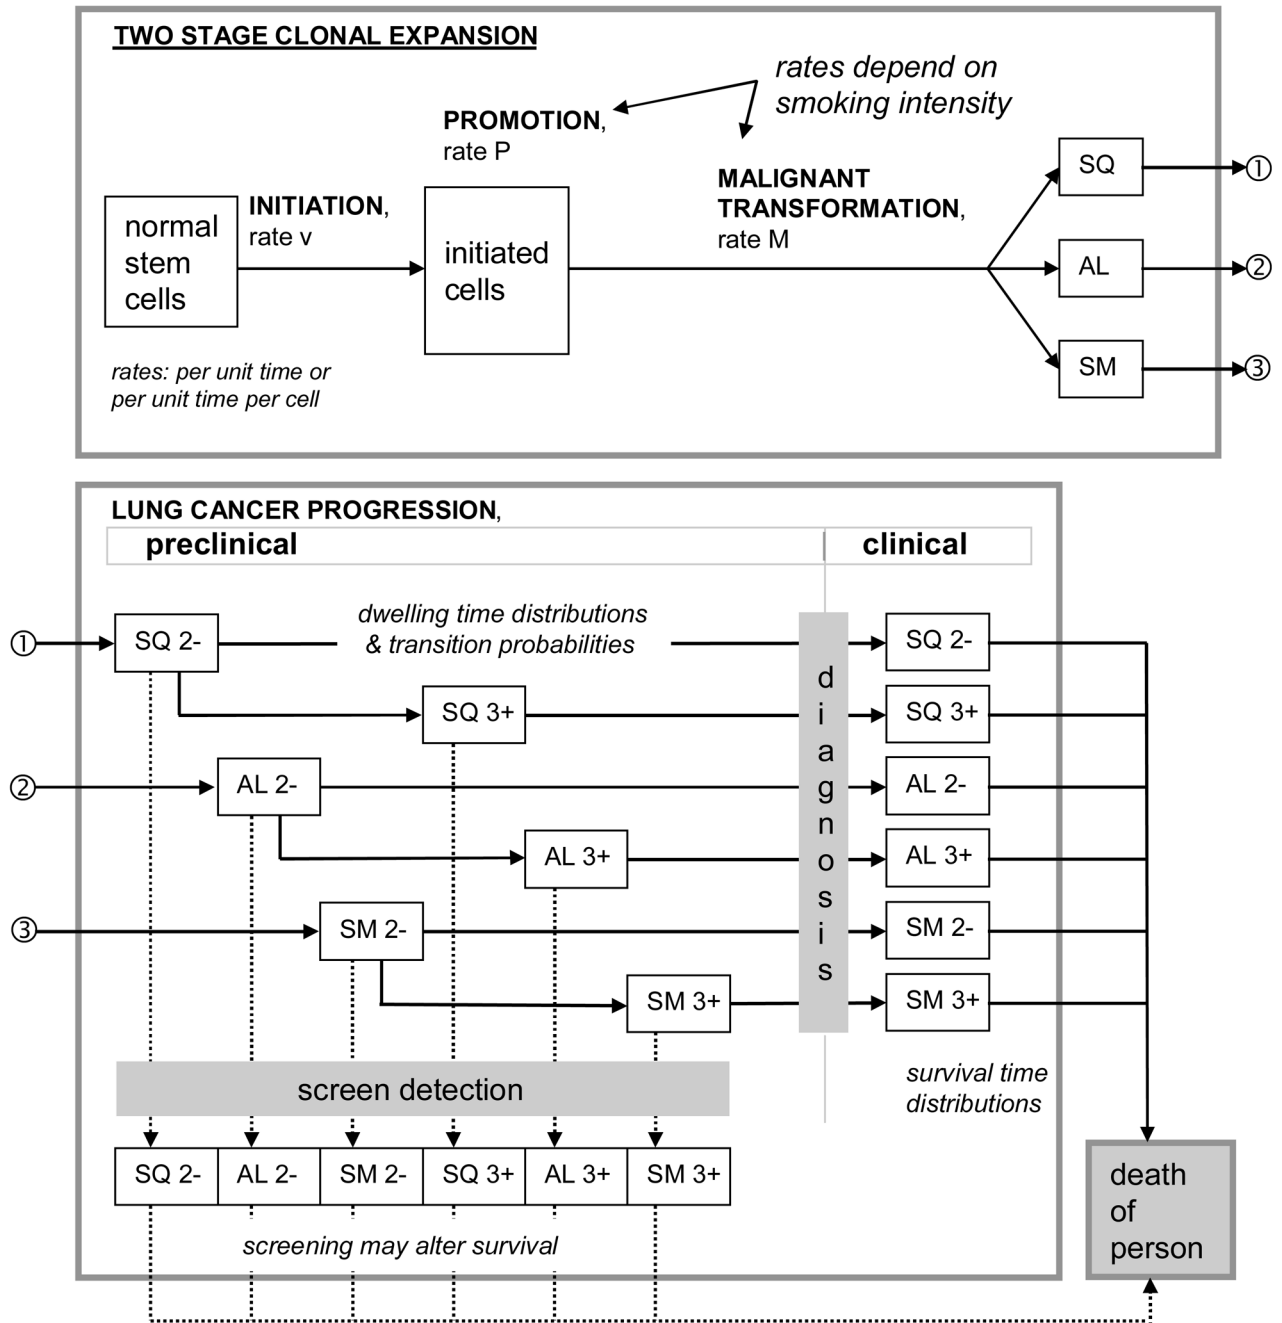 TWO STAGE CLONAL EXPANSION
rates depend on
smoking intensity
PROMOTION,
rate P
MALIGNANT
TRANSFORMATION,
rate M
INITIATION,
rate v
normal
stem
cells
initiated
cells
SQ
①
AL
②
SM
③
rates: per unit time or
per unit time per cell
LUNG CANCER PROGRESSION,
preclinical
clinical
dwelling time distributions
& transition probabilities
①
SQ 2-
SQ 2-
SQ 3+
SQ 3+
②
AL 2-
AL 2-
AL 3+
AL 3+
③
SM 2-
SM 2-
SM 3+
SM 3+
diagnosis
screen detection
survival time
distributions
SQ 2-
AL 2-
SM 2-
SQ 3+
AL 3+
SM 3+
screening may alter survival
death
of
person